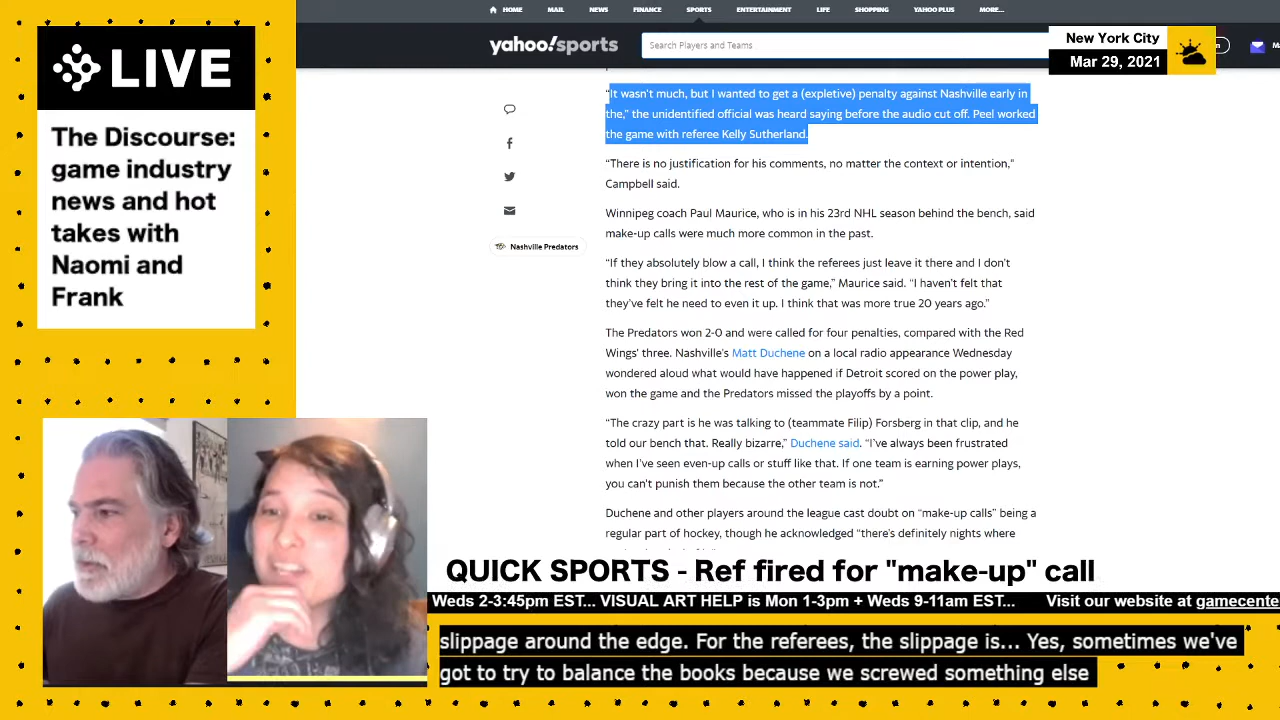 LIVE
The Discourse:
game industry
news and hot
takes with
Naomi and
Frank
HOME MAIL NEWS FINANCE SPORTS ENTERTAINMENT LIFE SHOPPING YAHOO PLUS MORE...
yahoo!sports
Search Players and Teams
New York City
Mar 29, 2021
"It wasn't much, but I wanted to get a (expletive) penalty against Nashville early in
the," the unidentified official was heard saying before the audio cut off. Peel worked
the game with referee Kelly Sutherland.
"There is no justification for his comments, no matter the context or intention,"
Campbell said.
Nashville Predators
Winnipeg coach Paul Maurice, who is in his 23rd NHL season behind the bench, said
make-up calls were much more common in the past.
"If they absolutely blow a call, I think the referees just leave it there and I don't
think they bring it into the rest of the game," Maurice said. "I haven't felt that
they've felt he need to even it up. I think that was more true 20 years ago."
The Predators won 2-0 and were called for four penalties, compared with the Red
Wings' three. Nashville's Matt Duchene on a local radio appearance Wednesday
wondered aloud what would have happened if Detroit scored on the power play,
won the game and the Predators missed the playoffs by a point.
"The crazy part is he was talking to (teammate Filip) Forsberg in that clip, and he
told our bench that. Really bizarre," Duchene said. "I've always been frustrated
when I've seen even-up calls or stuff like that. If one team is earning power plays,
you can't punish them because the other team is not."
Duchene and other players around the league cast doubt on "make-up calls" being a
regular part of hockey, though he acknowledged "there's definitely nights where
QUICK SPORTS - Ref fired for "make-up" call
Weds 2-3:45pm EST... VISUAL ART HELP is Mon 1-3pm + Weds 9-11am EST... Visit our website at gamecente
slippage around the edge. For the referees, the slippage is... Yes, sometimes we've
got to try to balance the books because we screwed something else